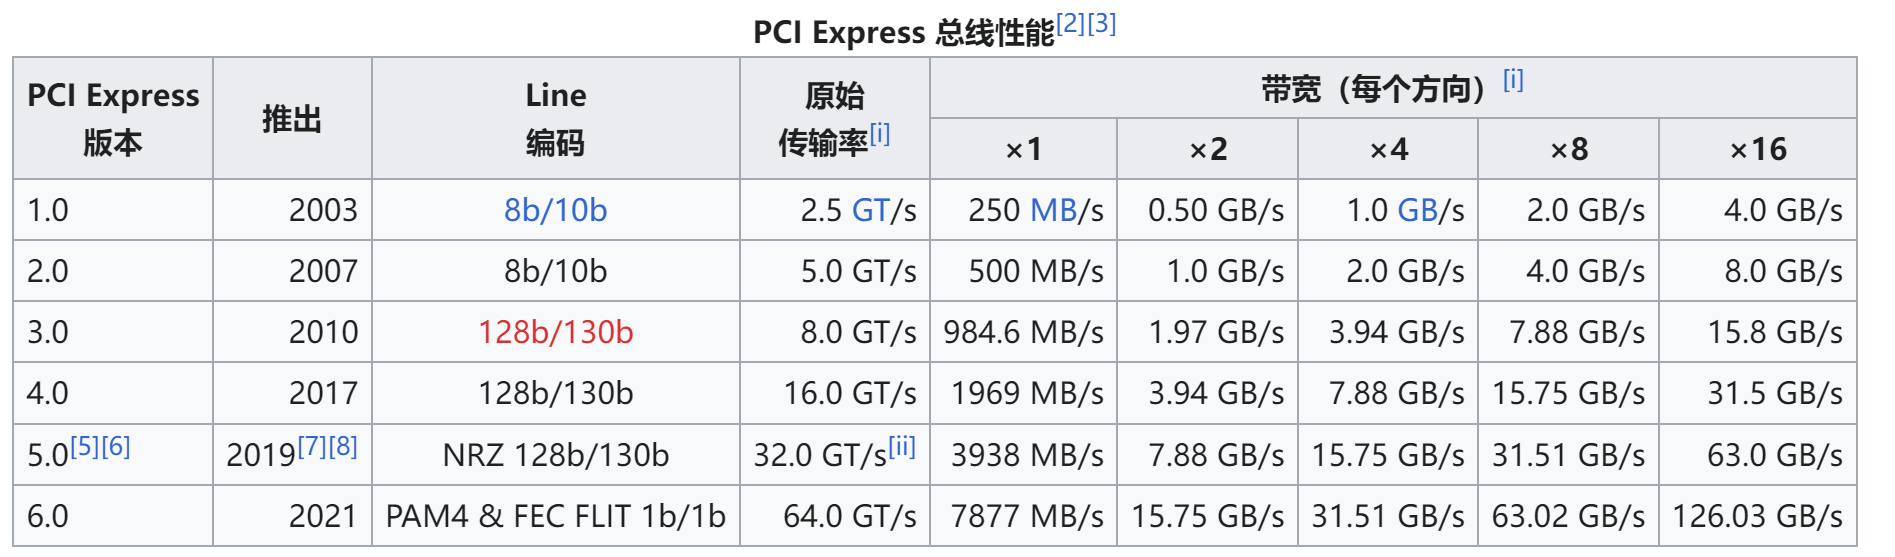 PCI Express 总线性能[2][3]
PCI Express 版本 推出 Line 编码 原始 传输率[i] 带宽（每个方向）[i]
×1 ×2 ×4 ×8 ×16
1.0 2003 8b/10b 2.5 GT/s 250 MB/s 0.50 GB/s 1.0 GB/s 2.0 GB/s 4.0 GB/s
2.0 2007 8b/10b 5.0 GT/s 500 MB/s 1.0 GB/s 2.0 GB/s 4.0 GB/s 8.0 GB/s
3.0 2010 128b/130b 8.0 GT/s 984.6 MB/s 1.97 GB/s 3.94 GB/s 7.88 GB/s 15.8 GB/s
4.0 2017 128b/130b 16.0 GT/s 1969 MB/s 3.94 GB/s 7.88 GB/s 15.75 GB/s 31.5 GB/s
5.0[5][6] 2019[7][8] NRZ 128b/130b 32.0 GT/s[ii] 3938 MB/s 7.88 GB/s 15.75 GB/s 31.51 GB/s 63.0 GB/s
6.0 2021 PAM4 & FEC FLIT 1b/1b 64.0 GT/s 7877 MB/s 15.75 GB/s 31.51 GB/s 63.02 GB/s 126.03 GB/s